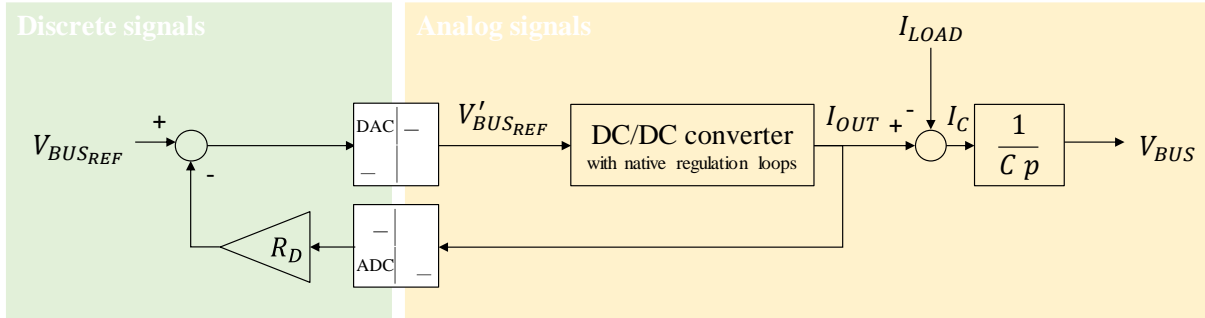 Discrete signals
Analog signals
I_LOAD
+
DAC
V'_BUS_REF
DC/DC converter
with native regulation loops
I_OUT
+
-
I_C
1
C p
V_BUS
V_BUS_REF
-
R_D
ADC